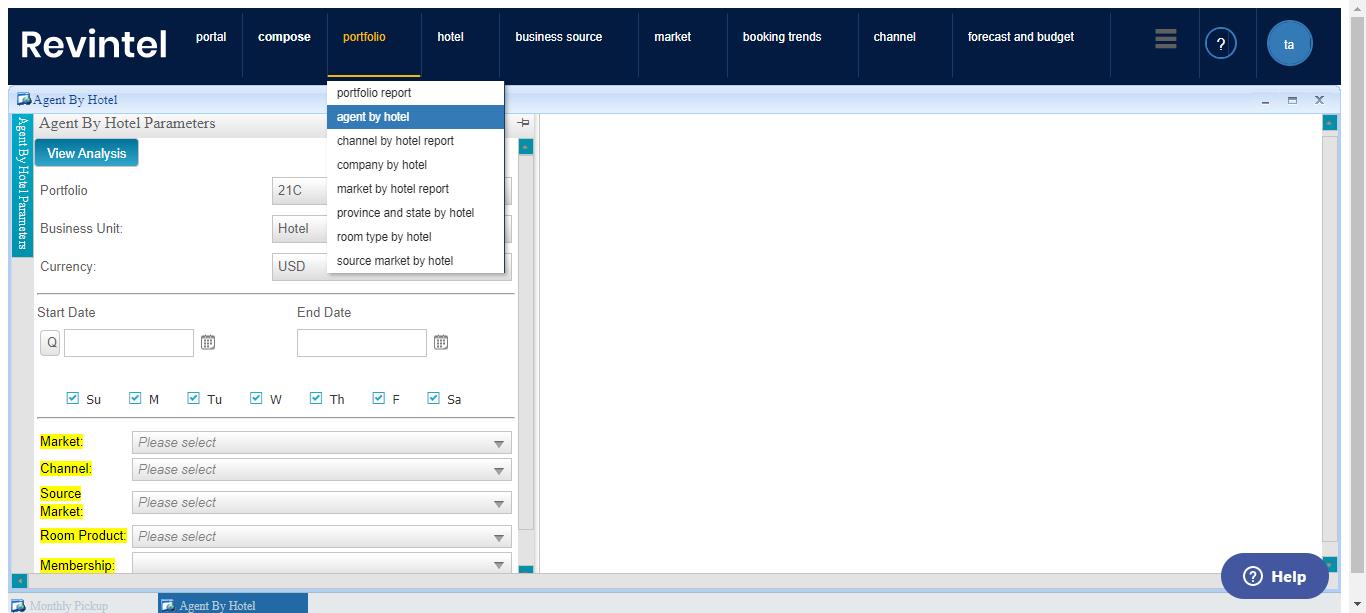 Revintel
portal
compose
portfolio
hotel
business source
market
booking trends
channel
forecast and budget
?
ta
Agent By Hotel
Agent By Hotel Parameters
Agent By Hotel Parameters
View Analysis
portfolio report
agent by hotel
channel by hotel report
company by hotel
market by hotel report
province and state by hotel
room type by hotel
source market by hotel
Portfolio
21C
Business Unit:
Hotel
Currency:
USD
Start Date
End Date
Q
Su M Tu W Th F Sa
Market: Please select
Channel: Please select
Source
Market: Please select
Room Product: Please select
Membership:
? Help
Monthly Pickup
Agent By Hotel